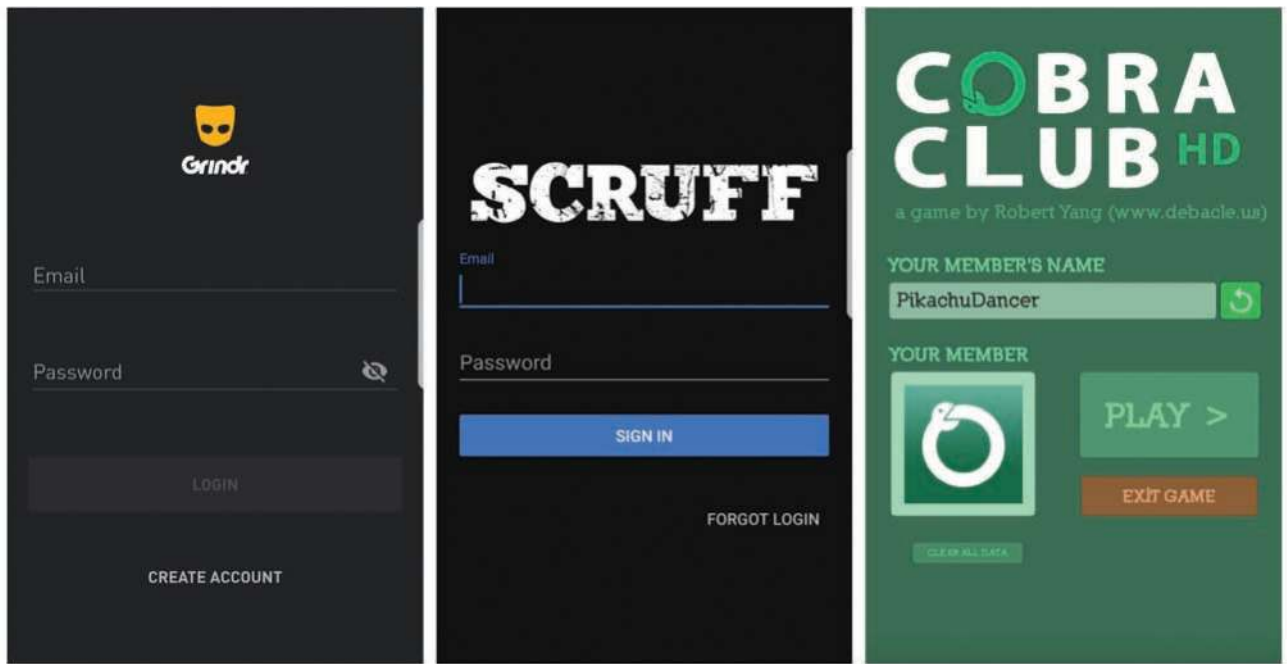 Grindr
Email
Password
LOGIN
CREATE ACCOUNT
SCRUFF
Email
Password
SIGN IN
FORGOT LOGIN
COBRA
CLUB HD
a game by Robert Yang (www.debacle.us)
YOUR MEMBER'S NAME
PikachuDancer
YOUR MEMBER
PLAY >
EXIT GAME
CLEAR ALL DATA